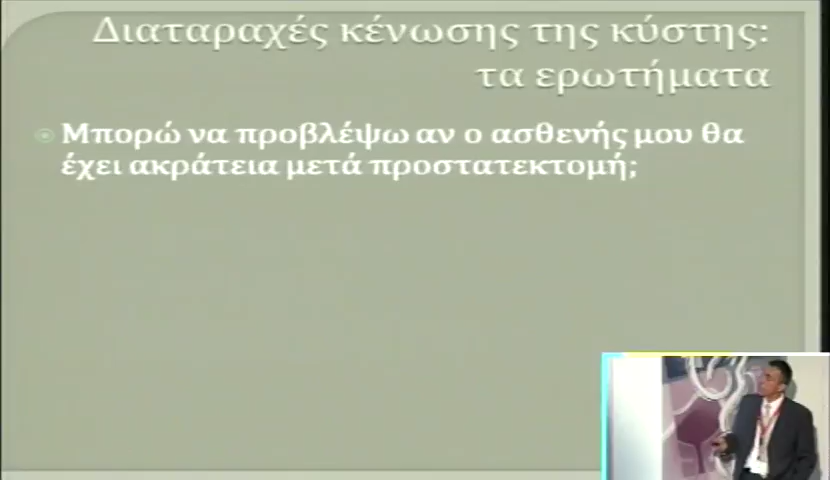 Διαταραχές κένωσης της κύστης:
τα ερωτήματα
Μπορώ να προβλέψω αν ο ασθενής μου θα
έχει ακράτεια μετά προστατεκτομή;